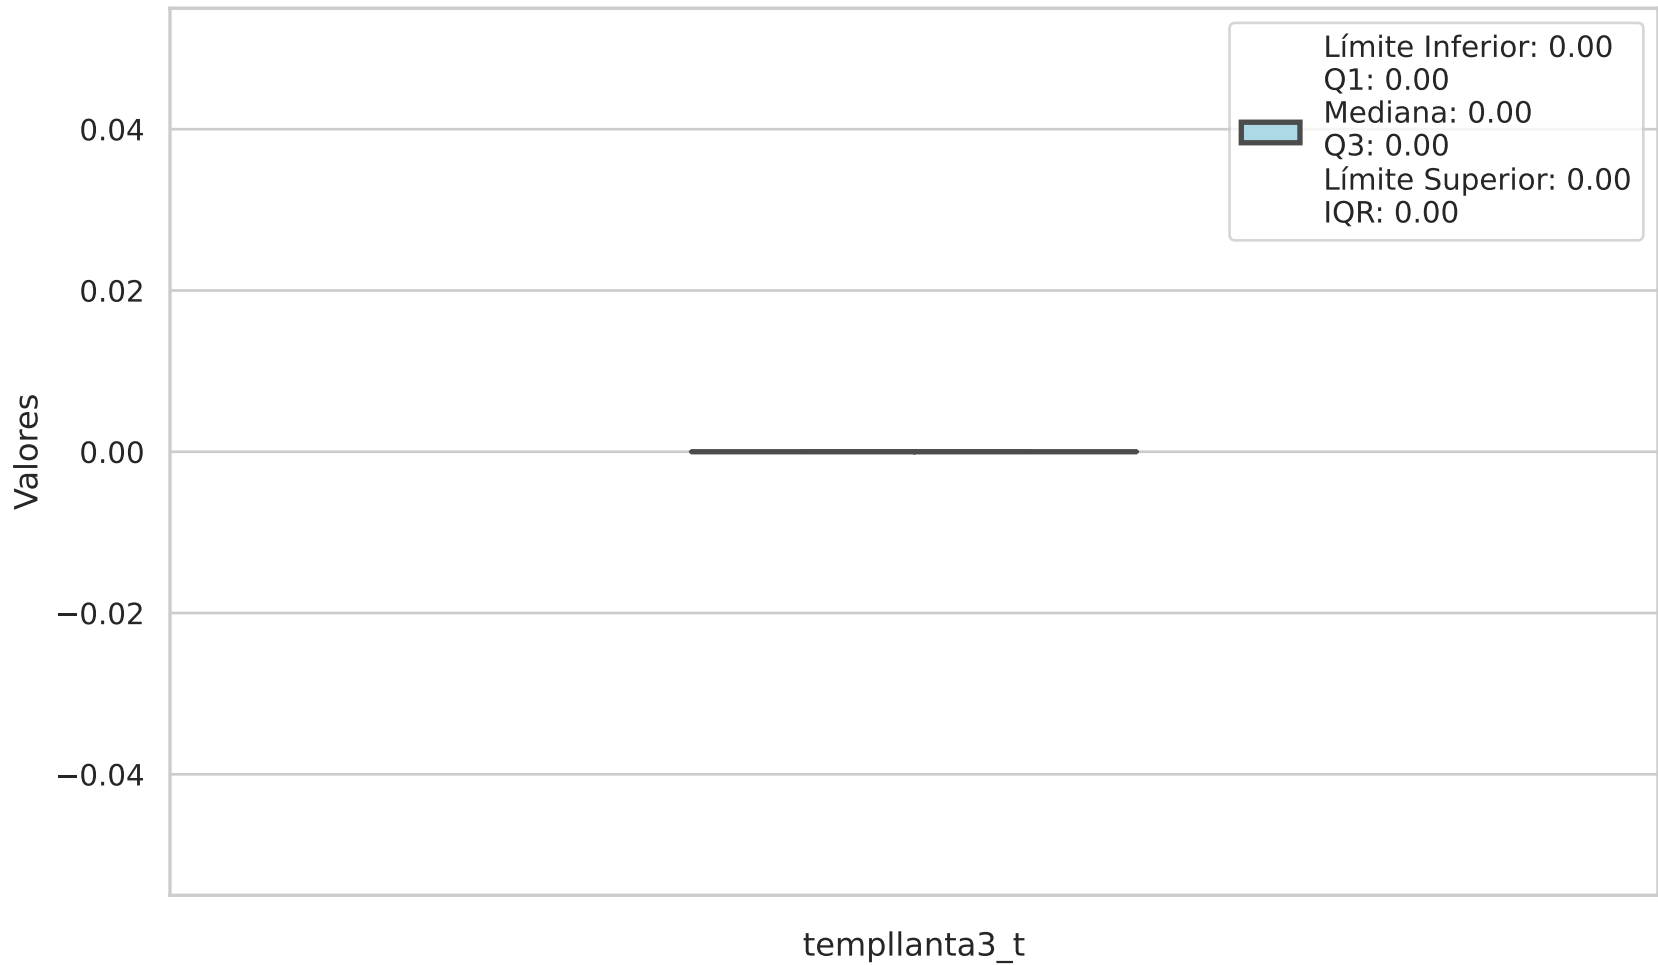 Límite Inferior: 0.00
Q1: 0.00
Mediana: 0.00
Q3: 0.00
Límite Superior: 0.00
IQR: 0.00
0.04
0.02
0.00
−0.02
−0.04
Valores
templlanta3_t